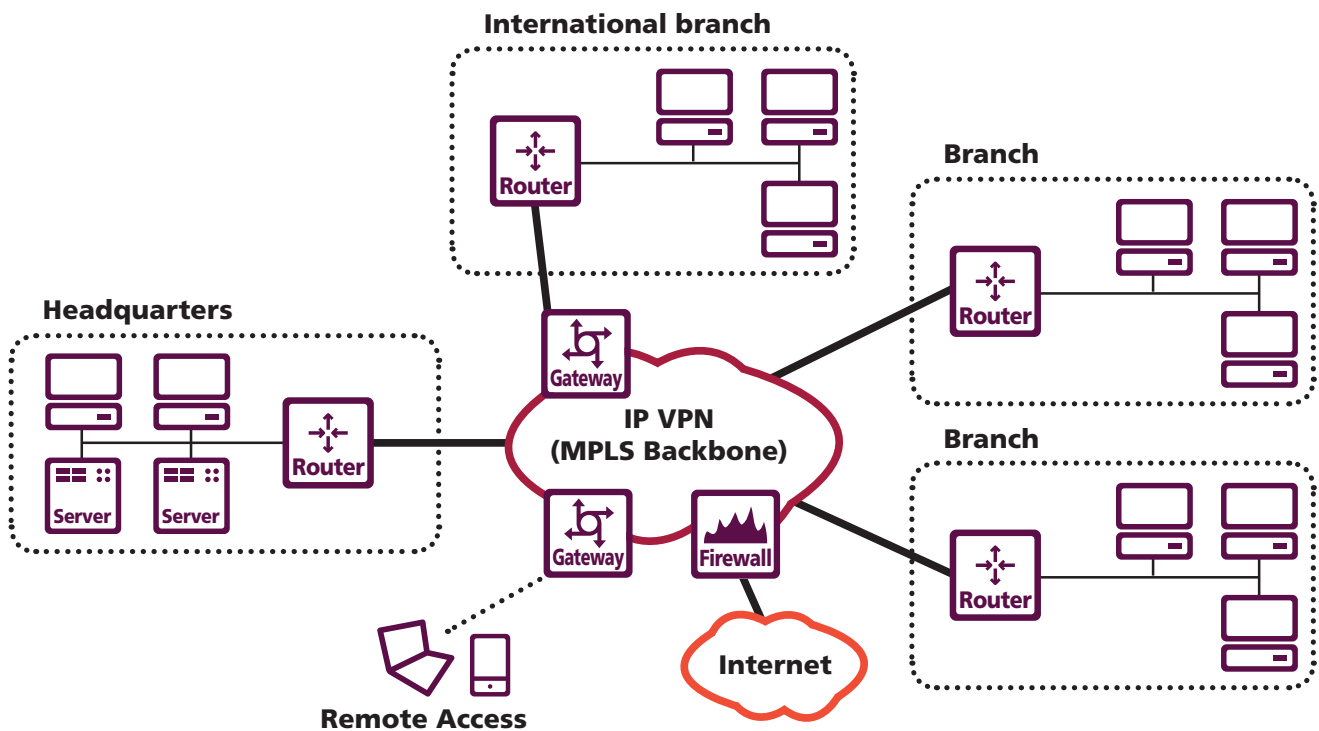 International branch
Router
Branch
Router
Headquarters
Server
Server
Router
Gateway
IP VPN
(MPLS Backbone)
Gateway
Firewall
Branch
Router
Internet
Remote Access